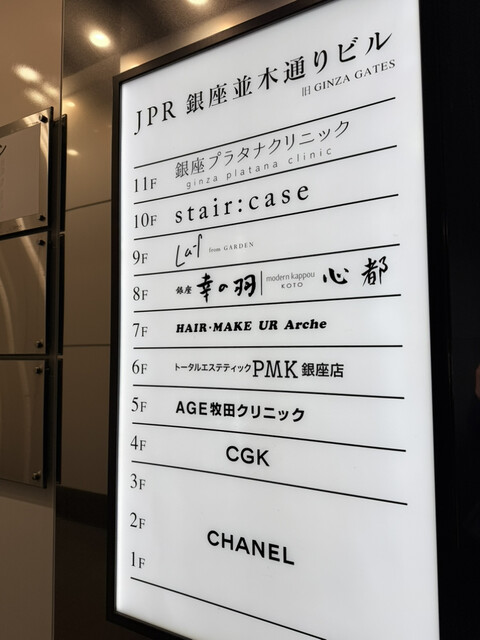 JPR 銀座並木通りビル
旧 GINZA GATES
11F 銀座プラタナクリニック
ginza platana clinic
10F stair:case
9F La-f from GARDEN
8F 銀座 幸の羽 modern kappou KOTO 心都
7F HAIR·MAKE UR Arche
6F トータルエステティックPMK銀座店
5F AGE牧田クリニック
4F CGK
3F
2F CHANEL
1F